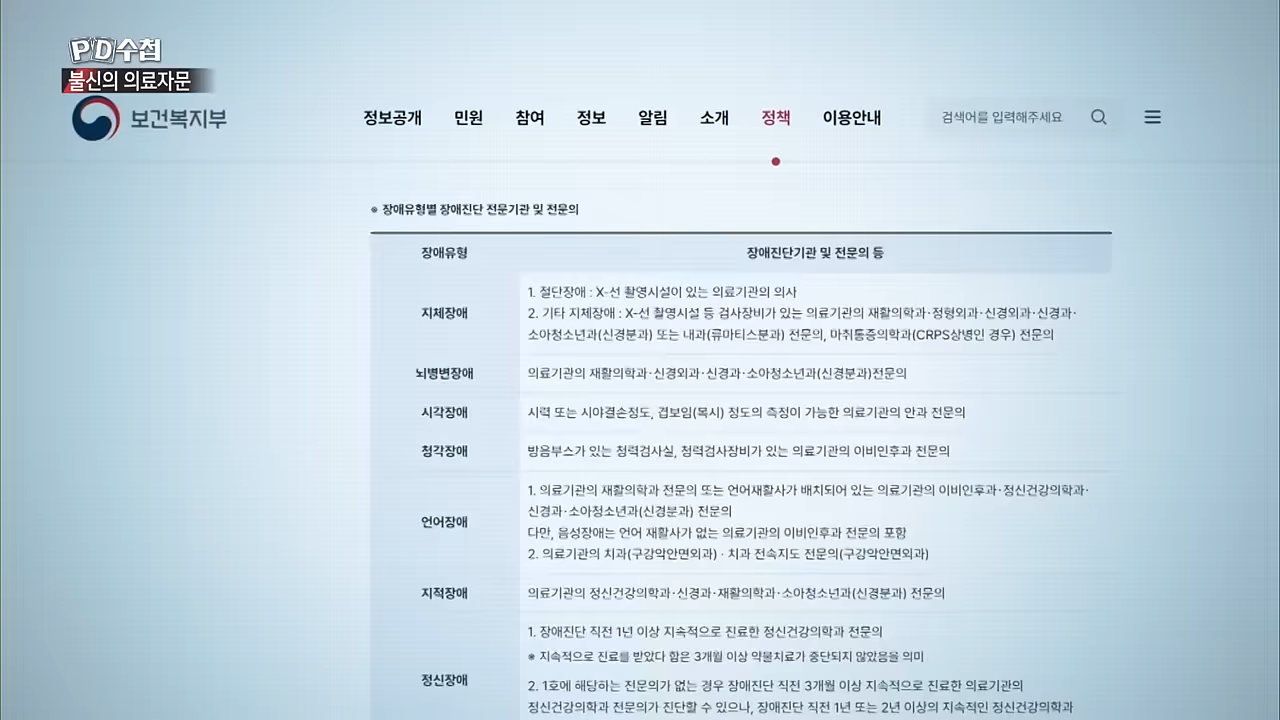 PD수첩
불신의 의료자문
보건복지부
정보공개 민원 참여 정보 알림 소개 정책 이용안내 검색어를 입력해주세요
※ 장애유형별 장애진단 전문기관 및 전문의
장애유형 장애진단기관 및 전문의 등
지체장애
1. 절단장애 : X-선 촬영시설이 있는 의료기관의 의사
2. 기타 지체장애 : X-선 촬영시설 등 검사장비가 있는 의료기관의 재활의학과·정형외과·신경외과·신경과·
소아청소년과(신경분과) 또는 내과(류마티스분과) 전문의, 마취통증의학과(CRPS상병인 경우) 전문의
뇌병변장애 의료기관의 재활의학과·신경외과·신경과·소아청소년과(신경분과)전문의
시각장애 시력 또는 시야결손정도, 겹보임(복시) 정도의 측정이 가능한 의료기관의 안과 전문의
청각장애 방음부스가 있는 청력검사실, 청력검사장비가 있는 의료기관의 이비인후과 전문의
언어장애
1. 의료기관의 재활의학과 전문의 또는 언어재활사가 배치되어 있는 의료기관의 이비인후과·정신건강의학과·
신경과·소아청소년과(신경분과) 전문의
다만, 음성장애는 언어 재활사가 없는 의료기관의 이비인후과 전문의 포함
2. 의료기관의 치과(구강악안면외과)·치과 전속지도 전문의(구강악안면외과)
지적장애 의료기관의 정신건강의학과·신경과·재활의학과·소아청소년과(신경분과) 전문의
정신장애
1. 장애진단 직전 1년 이상 지속적으로 진료한 정신건강의학과 전문의
※ 지속적으로 진료를 받았다 함은 3개월 이상 약물치료가 중단되지 않았음을 의미
2. 1호에 해당하는 전문의가 없는 경우 장애진단 직전 3개월 이상 지속적으로 진료한 의료기관의
정신건강의학과 전문의가 진단할 수 있으나, 장애진단 직전 1년 또는 2년 이상의 지속적인 정신건강의학과